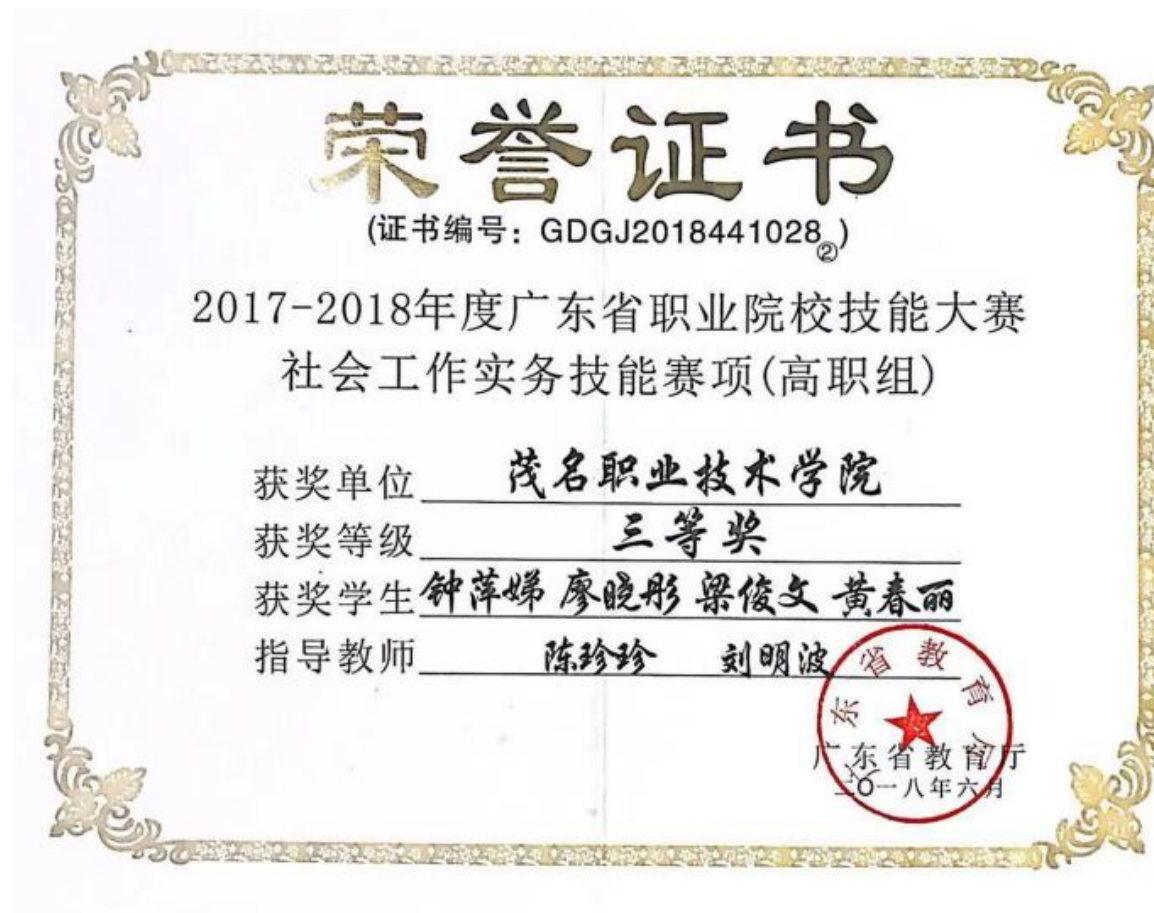 荣誉证书
(证书编号：GDGJ2018441028②)
2017-2018年度广东省职业院校技能大赛
社会工作实务技能赛项(高职组)
获奖单位 茂名职业技术学院
获奖等级 三等奖
获奖学生 钟萍娣 廖晓彤 梁俊文 黄春丽
指导教师 陈珍珍 刘明波
广东省教育厅
广东省教育厅
二〇一八年六月